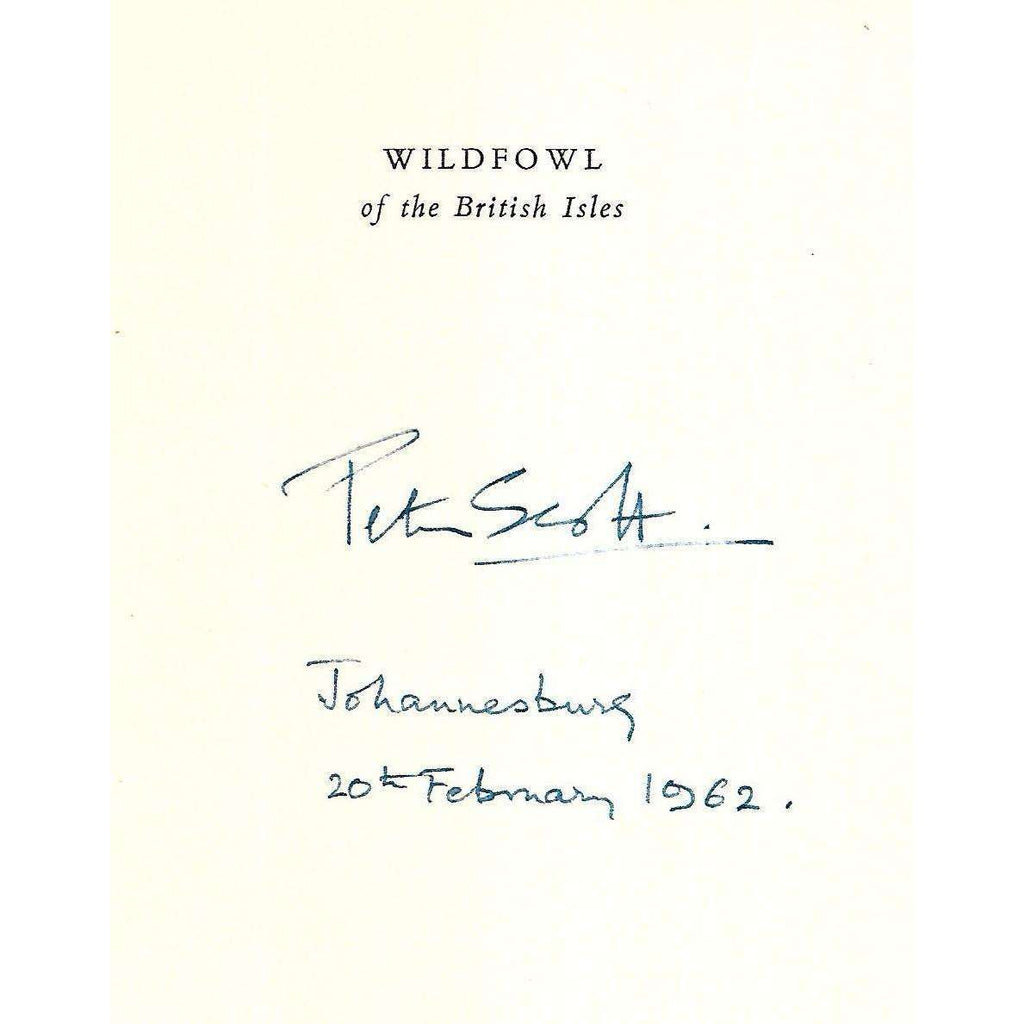 WILDFOWL
of the British Isles
Peter Scott.
Johannesburg
20th February 1962.